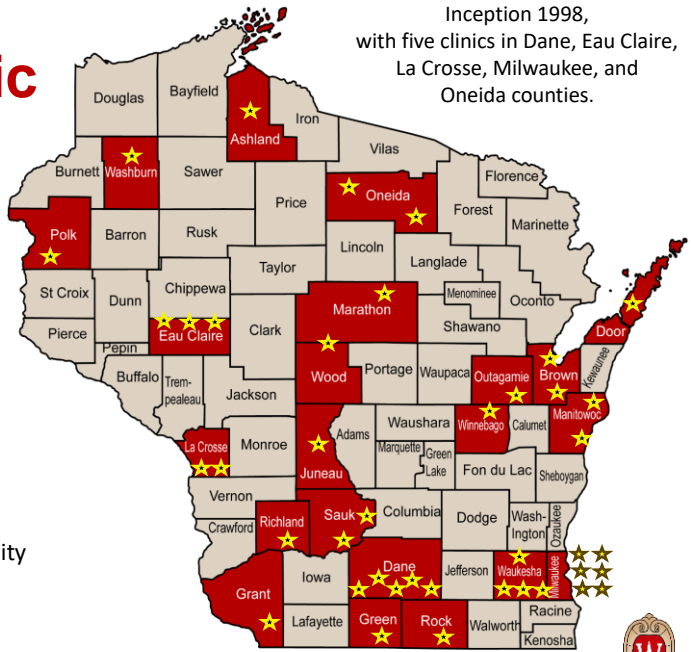 Inception 1998,
with five clinics in Dane, Eau Claire,
La Crosse, Milwaukee, and
Oneida counties.
ic
Douglas
Bayfield
Ashland
Iron
Vilas
Burnett
Washburn
Sawer
Price
Oneida
Florence
Forest
Marinette
Polk
Barron
Rusk
Lincoln
Langlade
Taylor
St Croix
Dunn
Chippewa
Marathon
Menominee
Oconto
Shawano
Door
Pierce
Pepin
Eau Claire
Clark
Wood
Portage
Waupaca
Outagamie
Brown
Kewaunee
Buffalo
Trem-
pealeau
Jackson
Adams
Waushara
Winnebago
Calumet
Manitowoc
La Crosse
Monroe
Juneau
Marquette
Green
Lake
Fon du Lac
Sheboygan
Vernon
Crawford
Richland
Sauk
Columbia
Dodge
Wash-
Ington
Ozaukee
ity
Iowa
Dane
Jefferson
Waukesha
Milwaukee
Grant
Lafayette
Green
Rock
Walworth
Racine
Kenosha
W